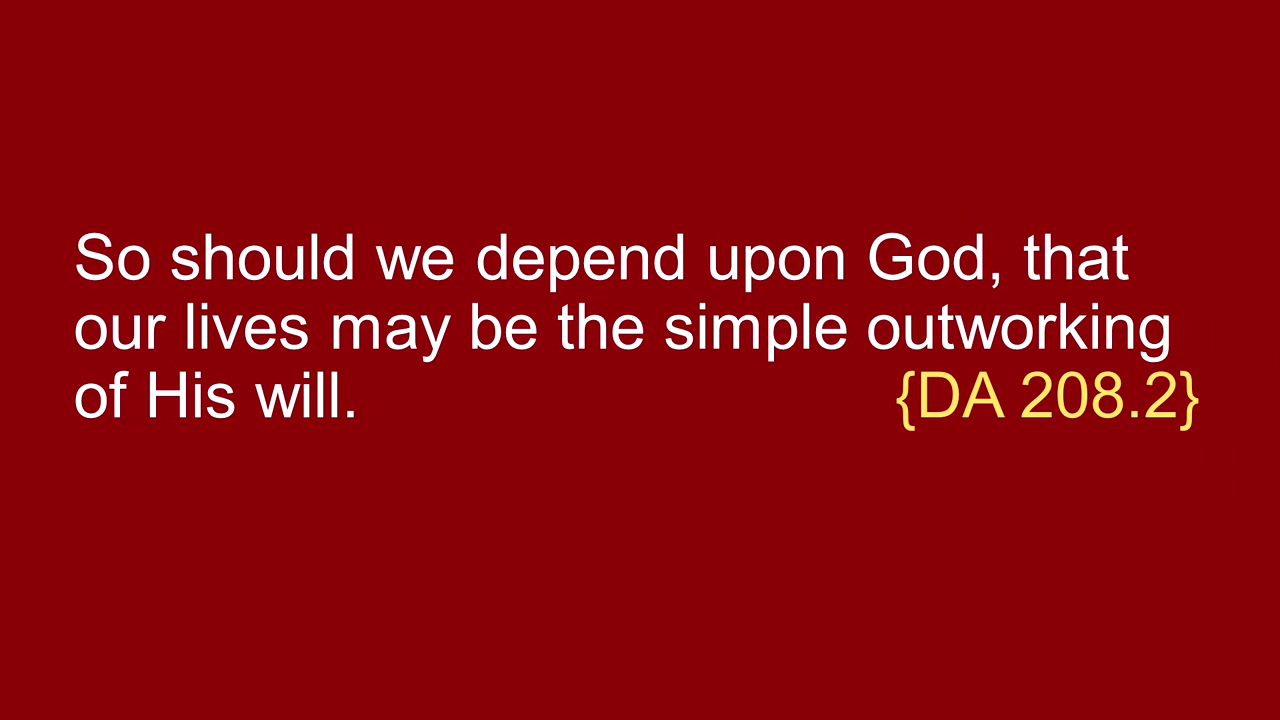 So should we depend upon God, that
our lives may be the simple outworking
of His will. {DA 208.2}